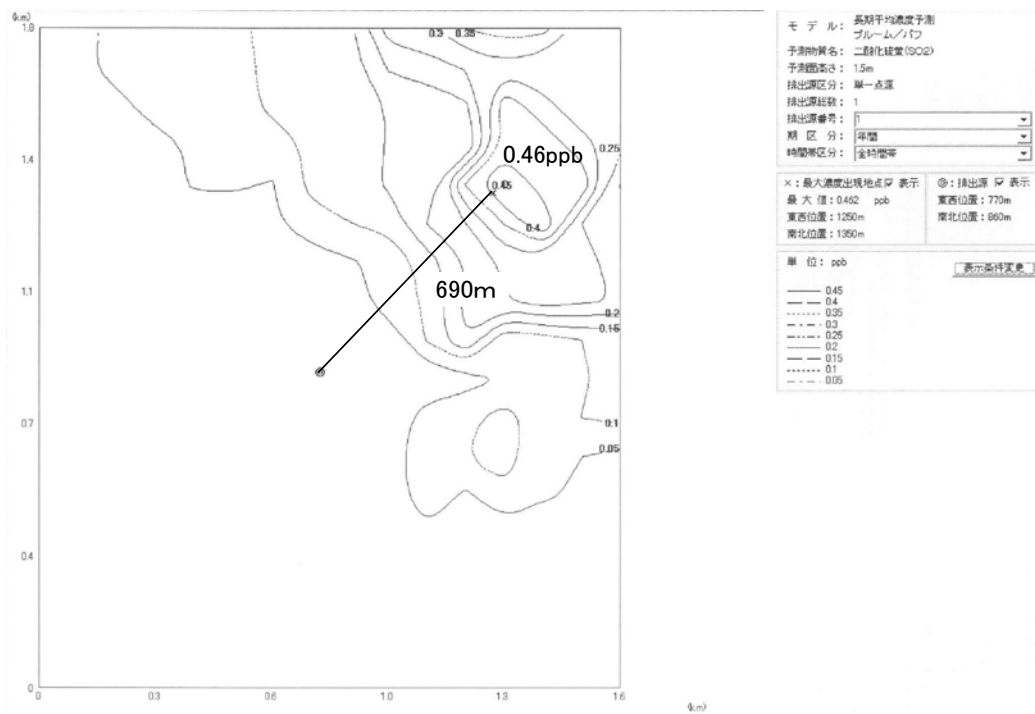 (km)
1.8
1.4
1.1
0.7
0.4
0
0
0.3
0.6
1.0
1.3
1.6
(km)
0.3
0.35
0.25
0.46ppb
0.45
0.4
690m
0.2
0.15
0.1
0.05
モデル: 長期平均濃度予測
プルーム/パフ
予測物質名: 二酸化硫黄(SO2)
予測面高さ: 1.5m
排出源区分: 単一点源
排出源総数: 1
排出源番号: 1
期区分: 年間
時間帯区分: 全時間帯
×:最大濃度出現地点 表示
最大値:0.462 ppb
東西位置:1250m
南北位置:1350m
◎:排出源 表示
東西位置:770m
南北位置:860m
単位: ppb
表示条件変更
0.45
0.4
0.35
0.3
0.25
0.2
0.15
0.1
0.05